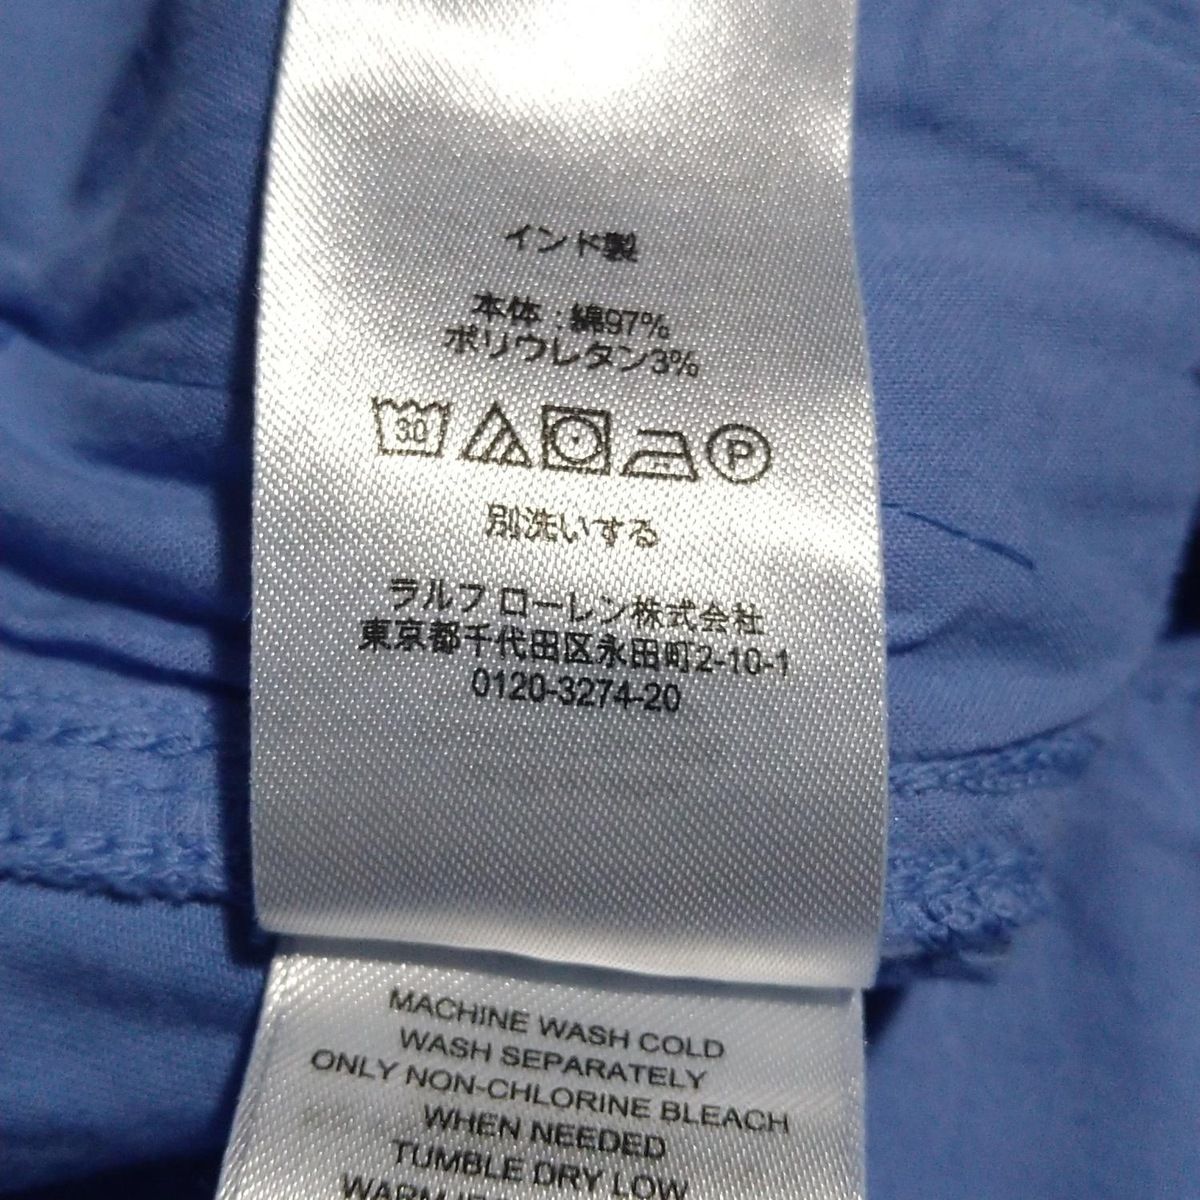 インド製
本体:綿97%
ポリウレタン3%
30 P
別洗いする
ラルフ ローレン株式会社
東京都千代田区永田町2-10-1
0120-3274-20
MACHINE WASH COLD
WASH SEPARATELY
ONLY NON-CHLORINE BLEACH
WHEN NEEDED
TUMBLE DRY LOW